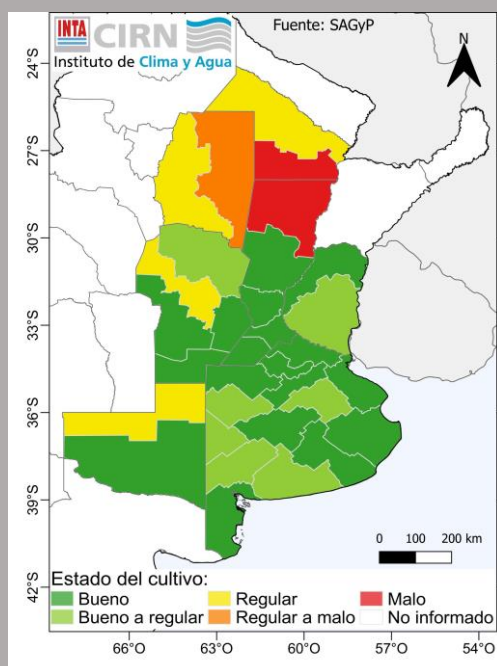 INTA CIRN
Instituto de Clima y Agua
Fuente: SAGyP
N
24°S
27°S
30°S
33°S
36°S
39°S
42°S
0 100 200 km
Estado del cultivo:
Bueno Regular Malo
Bueno a regular Regular a malo No informado
66°O 63°O 60°O 57°O 54°O